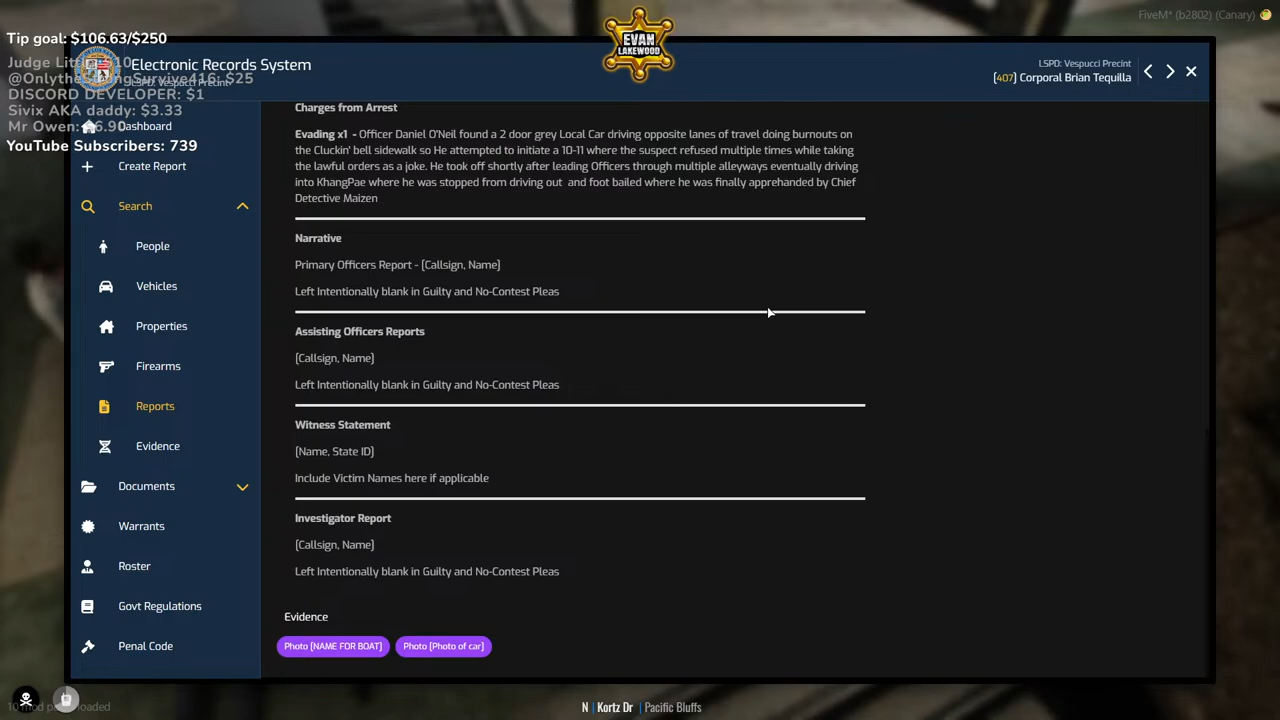 FiveM* (b2802) (Canary)
Tip goal: $106.63/$250
@OnlytheStrongSurvive416: $25
DISCORD DEVELOPER: $1
Sivix AKA daddy: $3.33
Mr Owen: $6.90
YouTube Subscribers: 739
EVAN
LAKEWOOD
Electronic Records System
LSPD: Vespucci Precint
LSPD: Vespucci Precint
[407] Corporal Brian Tequilla
Dashboard
Create Report
Search
People
Vehicles
Properties
Firearms
Reports
Evidence
Documents
Warrants
Roster
Govt Regulations
Penal Code
Charges from Arrest
Evading x1 - Officer Daniel O'Neil found a 2 door grey Local Car driving opposite lanes of travel doing burnouts on
the Cluckin' bell sidewalk so He attempted to initiate a 10-11 where the suspect refused multiple times while taking
the lawful orders as a joke. He took off shortly after leading Officers through multiple alleyways eventually driving
into KhangPae where he was stopped from driving out and foot bailed where he was finally apprehanded by Chief
Detective Maizen
Narrative
Primary Officers Report - [Callsign, Name]
Left Intentionally blank in Guilty and No-Contest Pleas
Assisting Officers Reports
[Callsign, Name]
Left Intentionally blank in Guilty and No-Contest Pleas
Witness Statement
[Name, State ID]
Include Victim Names here if applicable
Investigator Report
[Callsign, Name]
Left Intentionally blank in Guilty and No-Contest Pleas
Evidence
Photo [NAME FOR BOAT]
Photo [Photo of car]
N | Kortz Dr | Pacific Bluffs